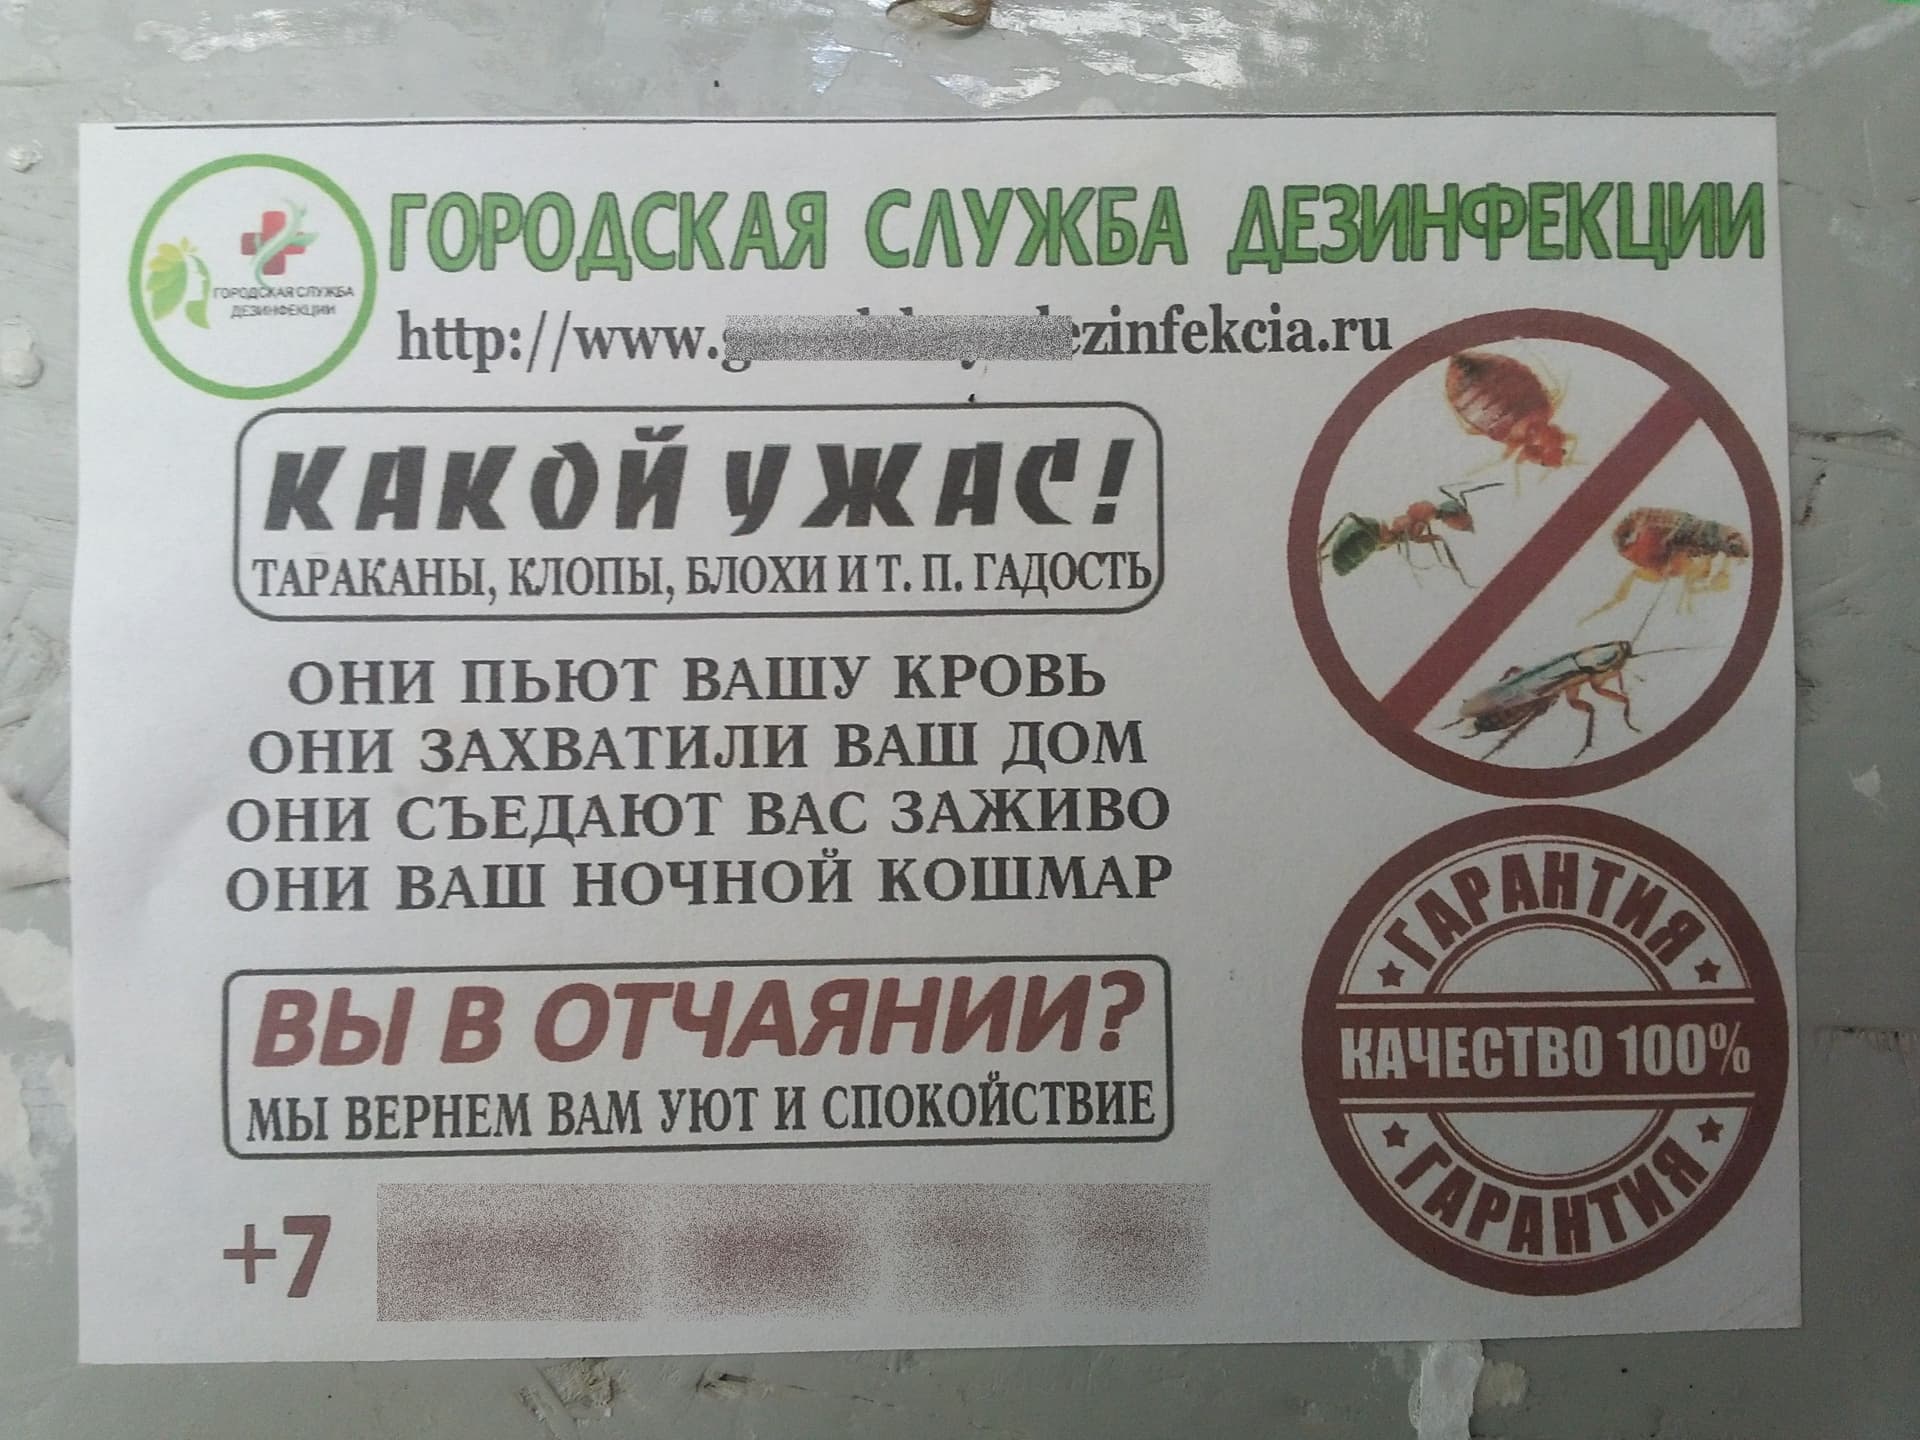 ГОРОДСКАЯ СЛУЖБА
ДЕЗИНФЕКЦИИ
ГОРОДСКАЯ СЛУЖБА ДЕЗИНФЕКЦИИ
http://www. ezinfekcia.ru
КАКОЙ УЖАС!
ТАРАКАНЫ, КЛОПЫ, БЛОХИ И Т. П. ГАДОСТЬ
ОНИ ПЬЮТ ВАШУ КРОВЬ
ОНИ ЗАХВАТИЛИ ВАШ ДОМ
ОНИ СЪЕДАЮТ ВАС ЗАЖИВО
ОНИ ВАШ НОЧНОЙ КОШМАР
ВЫ В ОТЧАЯНИИ?
МЫ ВЕРНЕМ ВАМ УЮТ И СПОКОЙСТВИЕ
+7
ГАРАНТИЯ
КАЧЕСТВО 100%
ГАРАНТИЯ